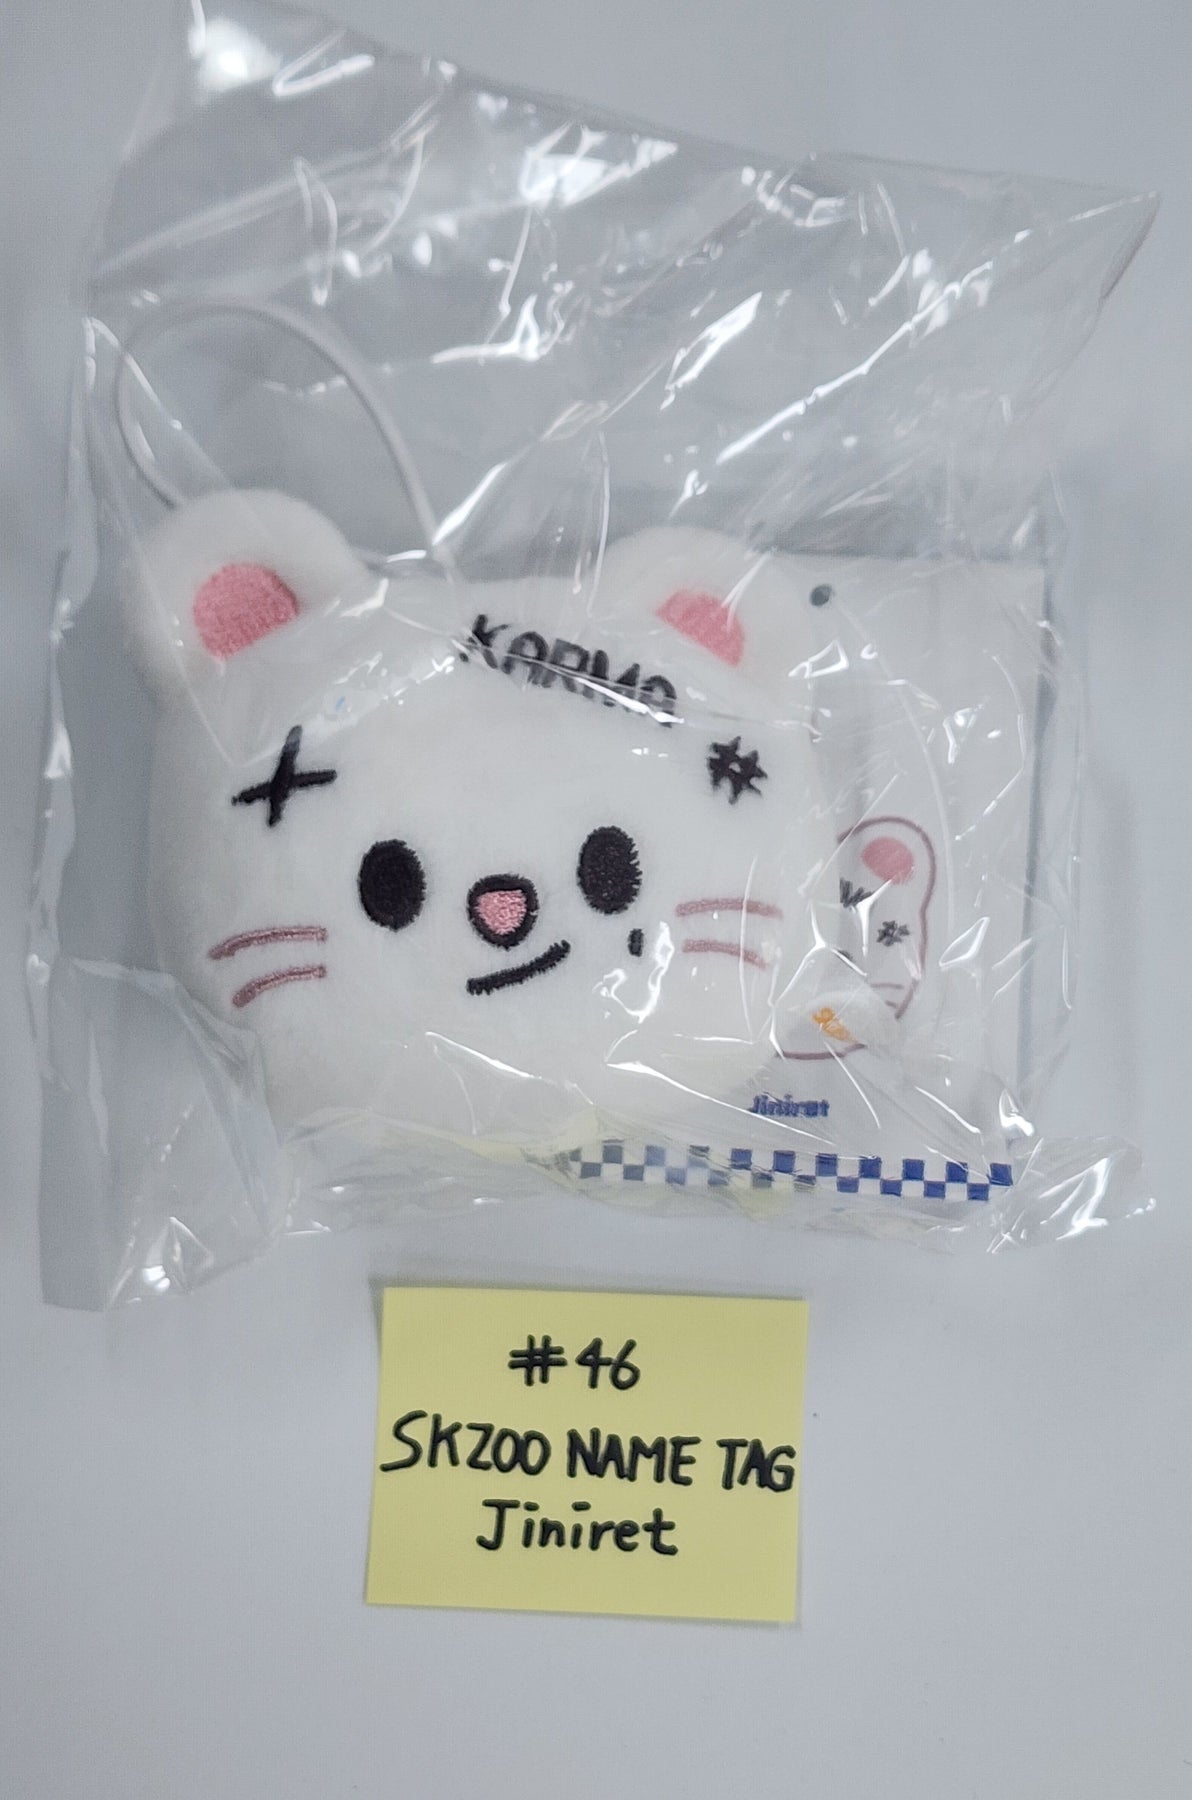 KARMA
Jiniret
#46
SKZOO NAME TAG
Jiniret